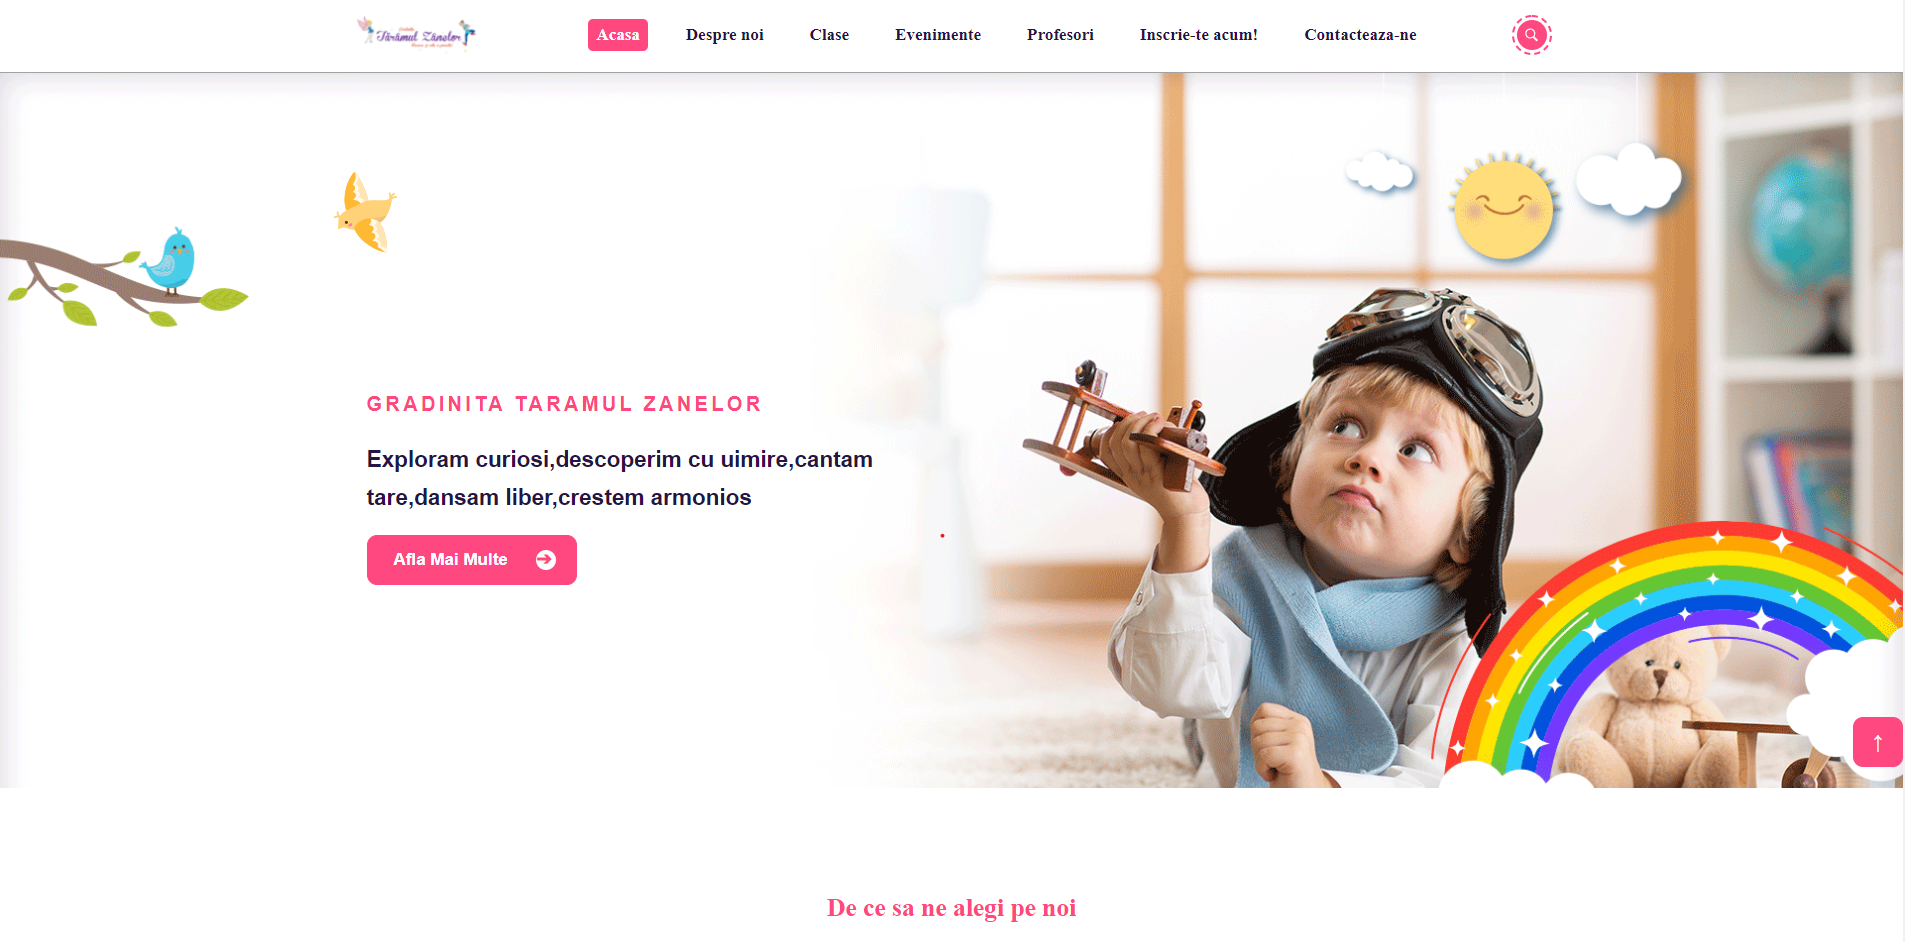 Tărâmul Zânelor
Acasa
Despre noi
Clase
Evenimente
Profesori
Inscrie-te acum!
Contacteaza-ne
GRADINITA TARAMUL ZANELOR
Exploram curiosi,descoperim cu uimire,cantam
tare,dansam liber,crestem armonios
Afla Mai Multe
De ce sa ne alegi pe noi